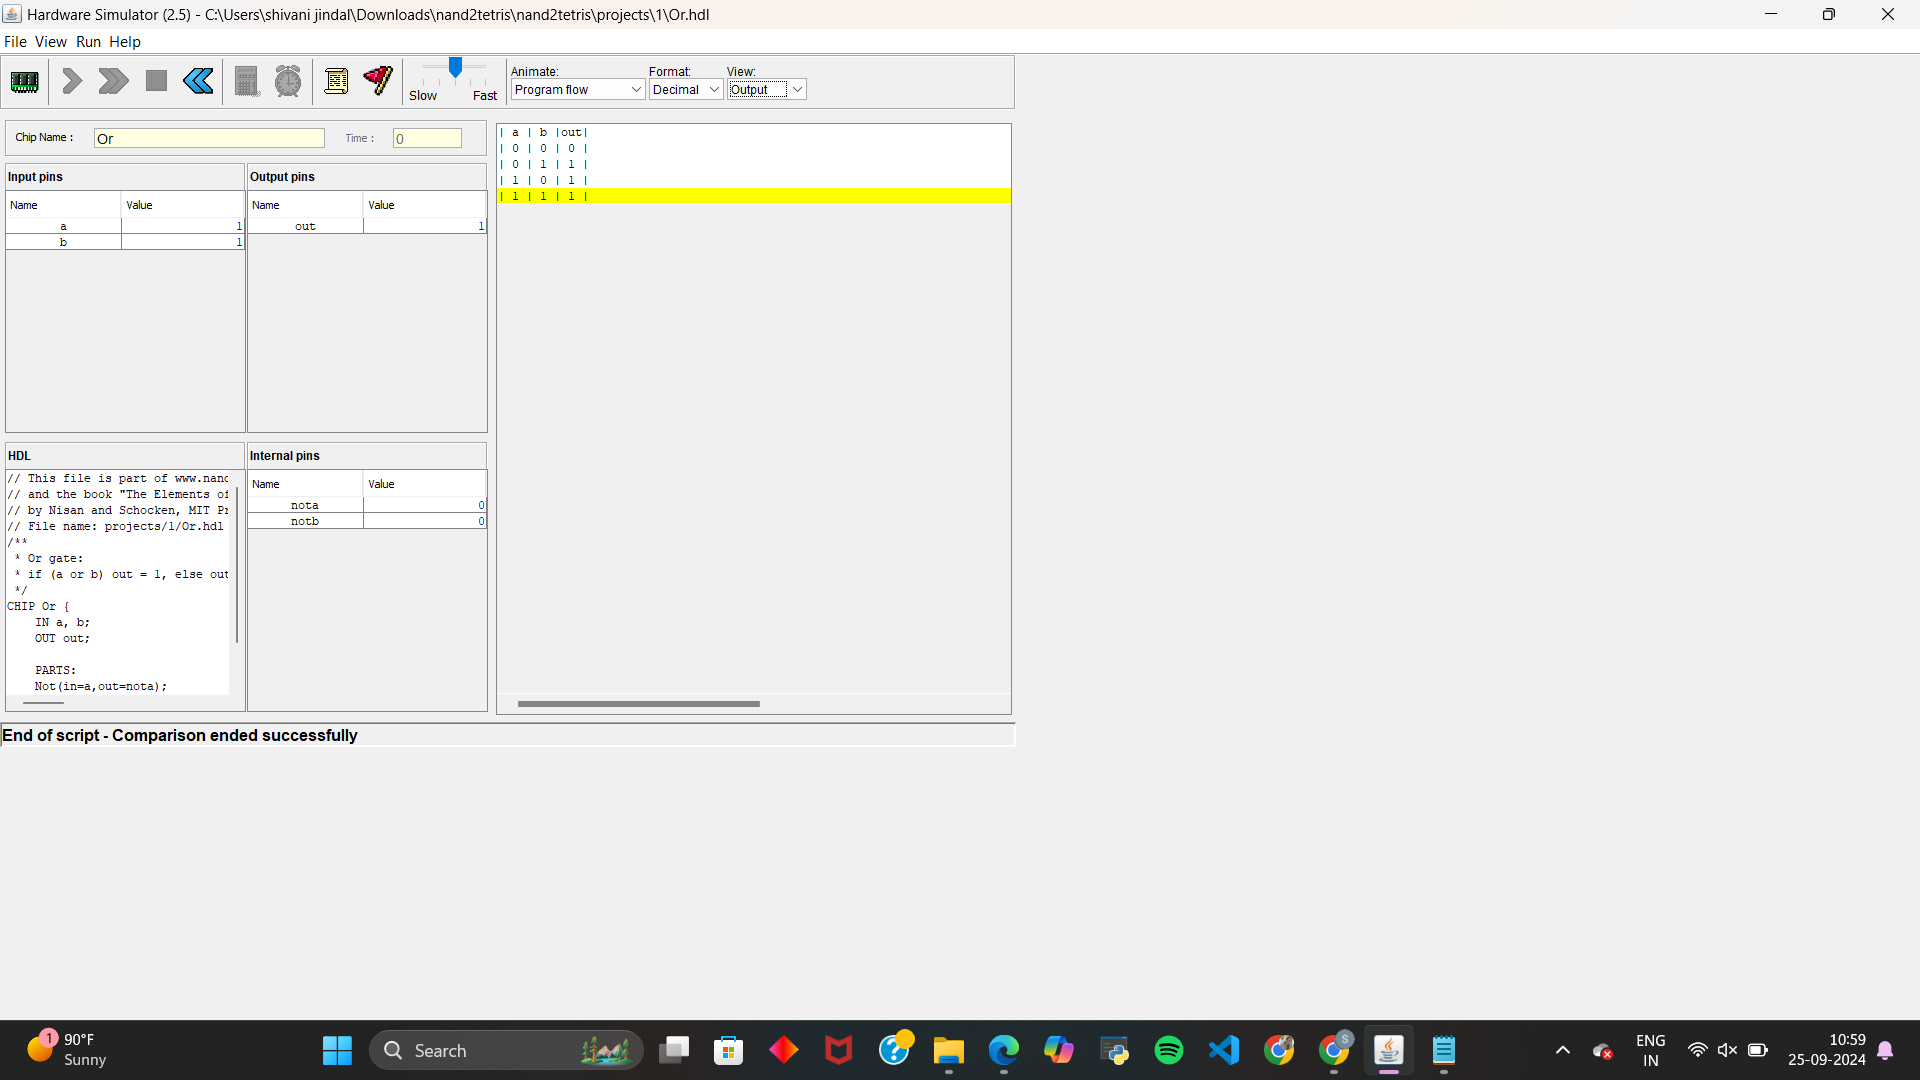 Hardware Simulator (2.5) - C:\Users\shivani jindal\Downloads\nand2tetris\nand2tetris\projects\1\Or.hdl
File View Run Help
Animate: Format: View:
Slow Fast Program flow Decimal Output
Chip Name : Or Time : 0
Input pins
Name Value
a 1
b 1
Output pins
Name Value
out 1
| a | b |out|
| 0 | 0 | 0 |
| 0 | 1 | 1 |
| 1 | 0 | 1 |
| 1 | 1 | 1 |
HDL
// This file is part of www.nand
// and the book "The Elements of
// by Nisan and Schocken, MIT Pr
// File name: projects/1/Or.hdl
/**
* Or gate:
* if (a or b) out = 1, else out
*/
CHIP Or {
IN a, b;
OUT out;
PARTS:
Not(in=a,out=nota);
Internal pins
Name Value
nota 0
notb 0
End of script - Comparison ended successfully
1
90°F
Sunny
Search
S
ENG
IN
10:59
25-09-2024